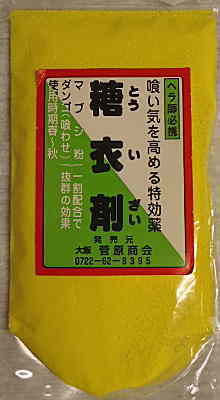 ヘラ師必携
喰い気を高める特効薬
糖衣剤
とう い ざい
マブシ粉 一割配合で
ダンゴ(喰わせ) 抜群の効果
使用時期春〜秋
発売元
大阪 菅原商会
0722-62-8395